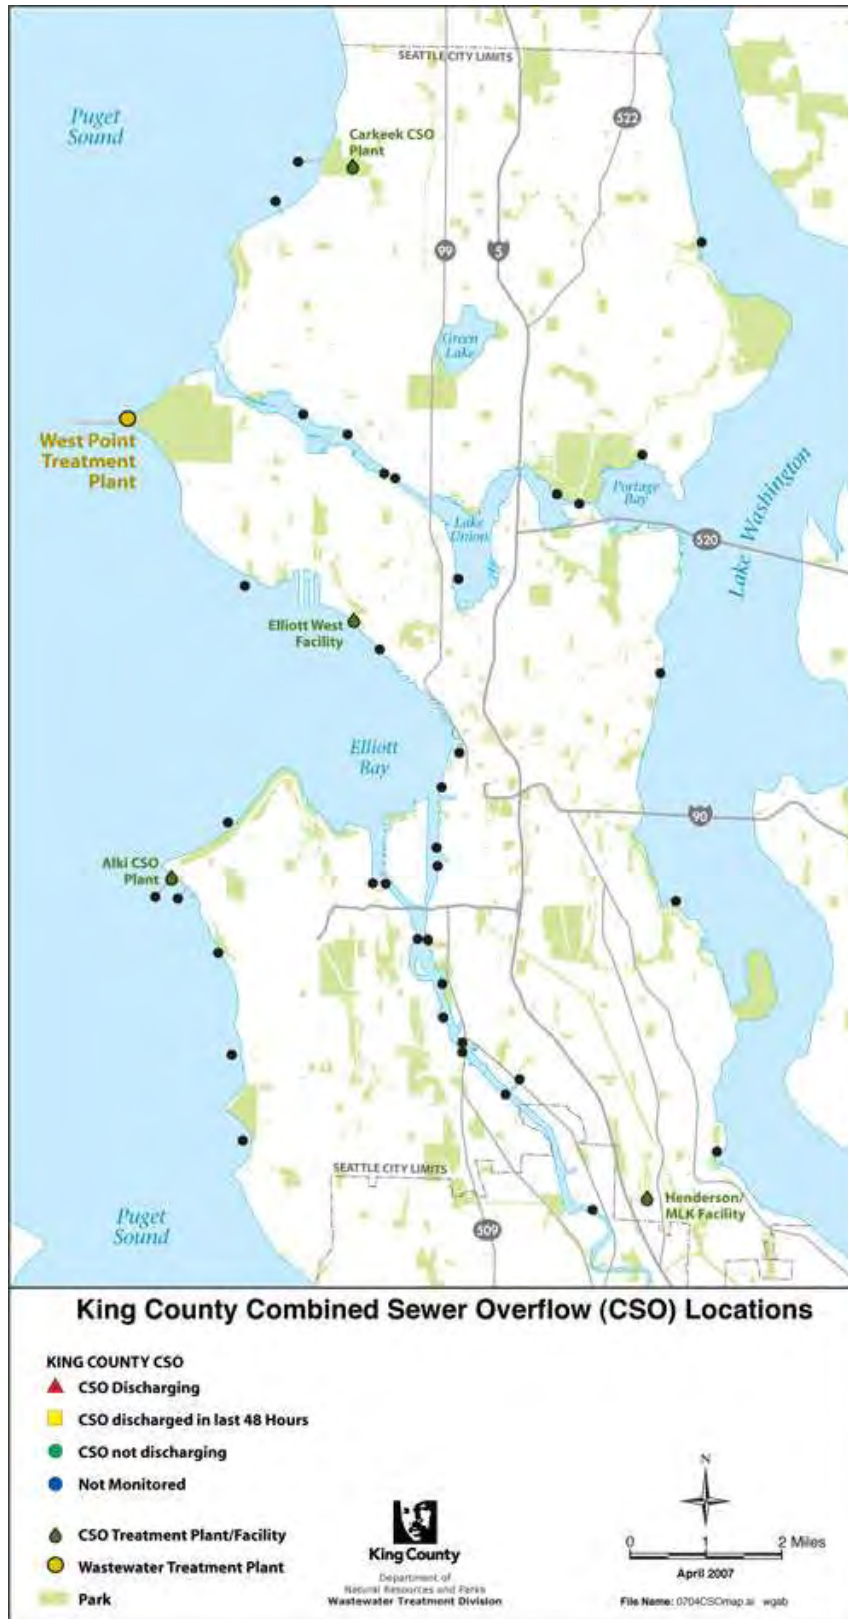 Puget
Sound
SEATTLE CITY LIMITS
522
Carkeek CSO
Plant
99
5
Green
Lake
West Point
Treatment
Plant
Portage
Bay
Lake
Union
520
Lake Washington
Elliott West
Facility
Elliott
Bay
90
Alki CSO
Plant
SEATTLE CITY LIMITS
Henderson/
MLK Facility
Puget
Sound
509
King County Combined Sewer Overflow (CSO) Locations
KING COUNTY CSO
CSO Discharging
CSO discharged in last 48 Hours
CSO not discharging
Not Monitored
CSO Treatment Plant/Facility
Wastewater Treatment Plant
Park
King County
Department of
Natural Resources and Parks
Wastewater Treatment Division
N
0 1 2 Miles
April 2007
File Name: 0704CSOmap.ai wgab